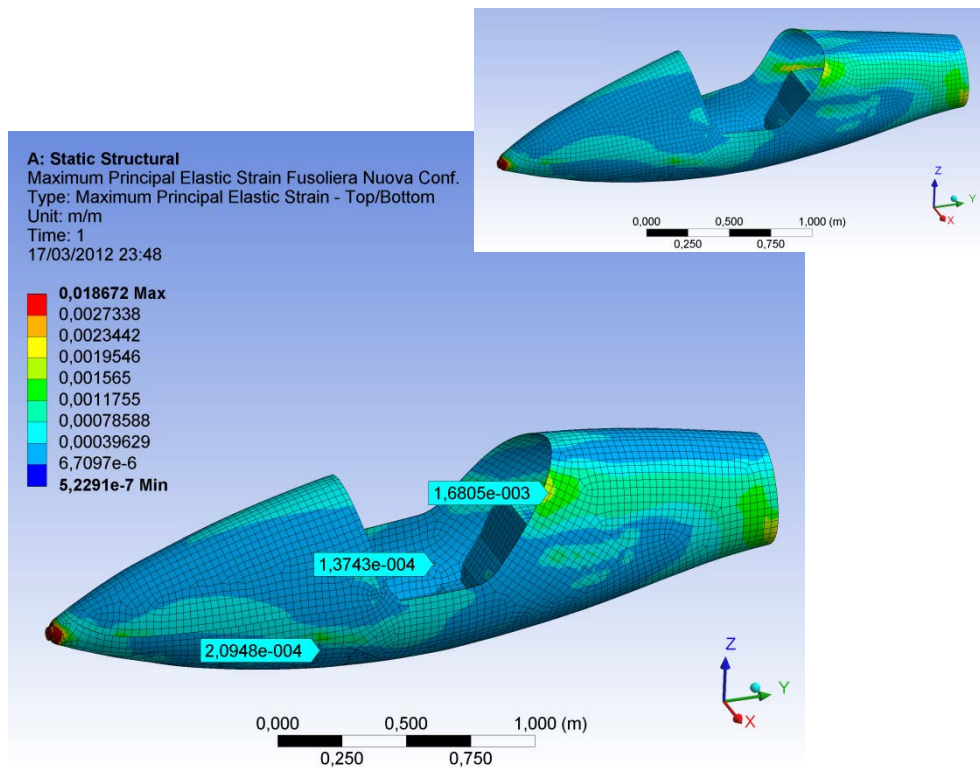 0,000
0,500
1,000 (m)
0,250
0,750
Z
Y
X
A: Static Structural
Maximum Principal Elastic Strain Fusoliera Nuova Conf.
Type: Maximum Principal Elastic Strain - Top/Bottom
Unit: m/m
Time: 1
17/03/2012 23:48
0,018672 Max
0,0027338
0,0023442
0,0019546
0,001565
0,0011755
0,00078588
0,00039629
6,7097e-6
5,2291e-7 Min
1,6805e-003
1,3743e-004
2,0948e-004
0,000
0,500
1,000 (m)
0,250
0,750
Z
Y
X